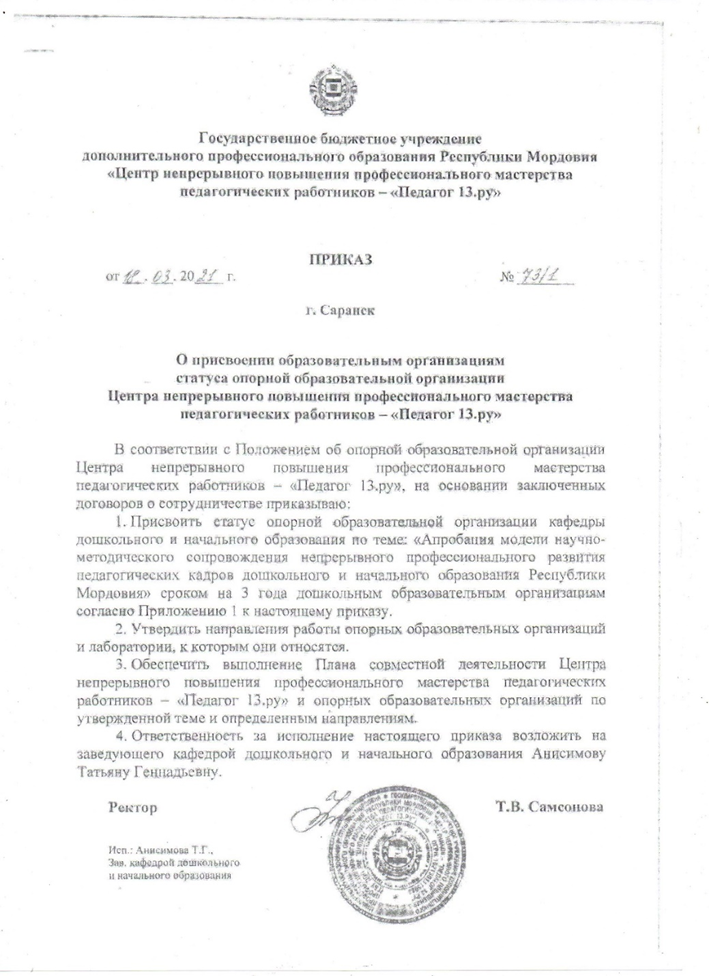 Государственное бюджетное учреждение
дополнительного профессионального образования Республики Мордовия
«Центр непрерывного повышения профессионального мастерства
педагогических работников – «Педагог 13.ру»
ПРИКАЗ
от 18 . 03 . 2021 г. № 73/1
г. Саранск
О присвоении образовательным организациям
статуса опорной образовательной организации
Центра непрерывного повышения профессионального мастерства
педагогических работников – «Педагог 13.ру»
В соответствии с Положением об опорной образовательной организации
Центра непрерывного повышения профессионального мастерства
педагогических работников – «Педагог 13.ру», на основании заключенных
договоров о сотрудничестве приказываю:
1. Присвоить статус опорной образовательной организации кафедры
дошкольного и начального образования по теме: «Апробация модели научно-
методического сопровождения непрерывного профессионального развития
педагогических кадров дошкольного и начального образования Республики
Мордовия» сроком на 3 года дошкольным образовательным организациям
согласно Приложению 1 к настоящему приказу.
2. Утвердить направления работы опорных образовательных организаций
и лаборатории, к которым они относятся.
3. Обеспечить выполнение Плана совместной деятельности Центра
непрерывного повышения профессионального мастерства педагогических
работников – «Педагог 13.ру» и опорных образовательных организаций по
утвержденной теме и определенным направлениям.
4. Ответственность за исполнение настоящего приказа возложить на
заведующего кафедрой дошкольного и начального образования Анисимову
Татьяну Геннадьевну.
Ректор Т.В. Самсонова
Исп.: Анисимова Т.Г.,
Зав. кафедрой дошкольного
и начального образования